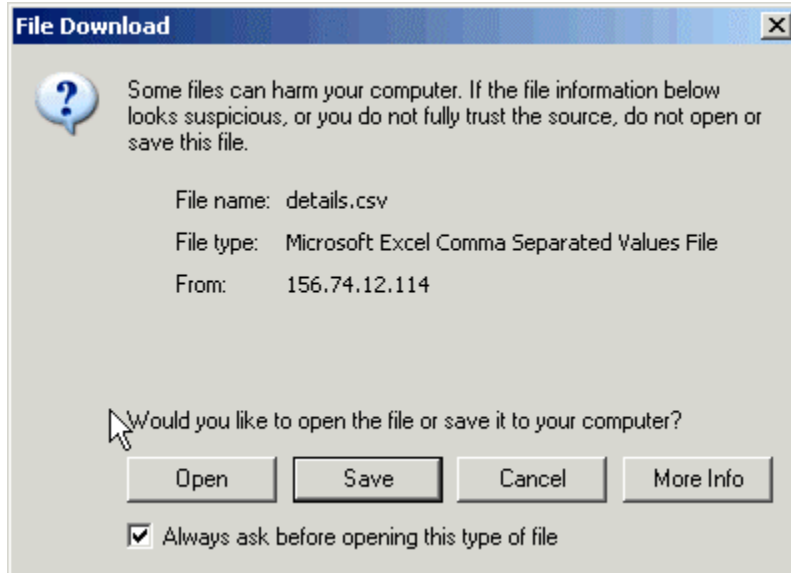 File Download
Some files can harm your computer. If the file information below
looks suspicious, or you do not fully trust the source, do not open or
save this file.
File name: details.csv
File type: Microsoft Excel Comma Separated Values File
From: 156.74.12.114
Would you like to open the file or save it to your computer?
Open Save Cancel More Info
Always ask before opening this type of file